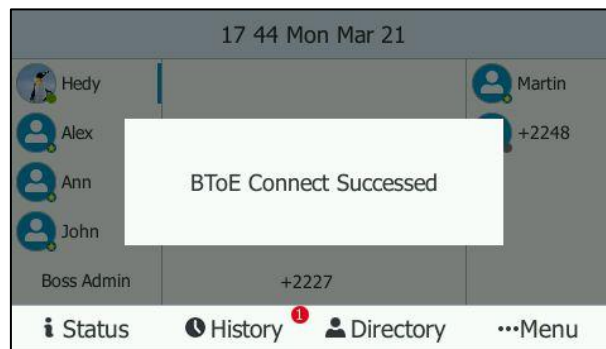 17 44 Mon Mar 21
Hedy
Martin
Alex
+2248
BToE Connect Successed
Ann
John
Boss Admin
+2227
i Status
History 1
Directory
•••Menu